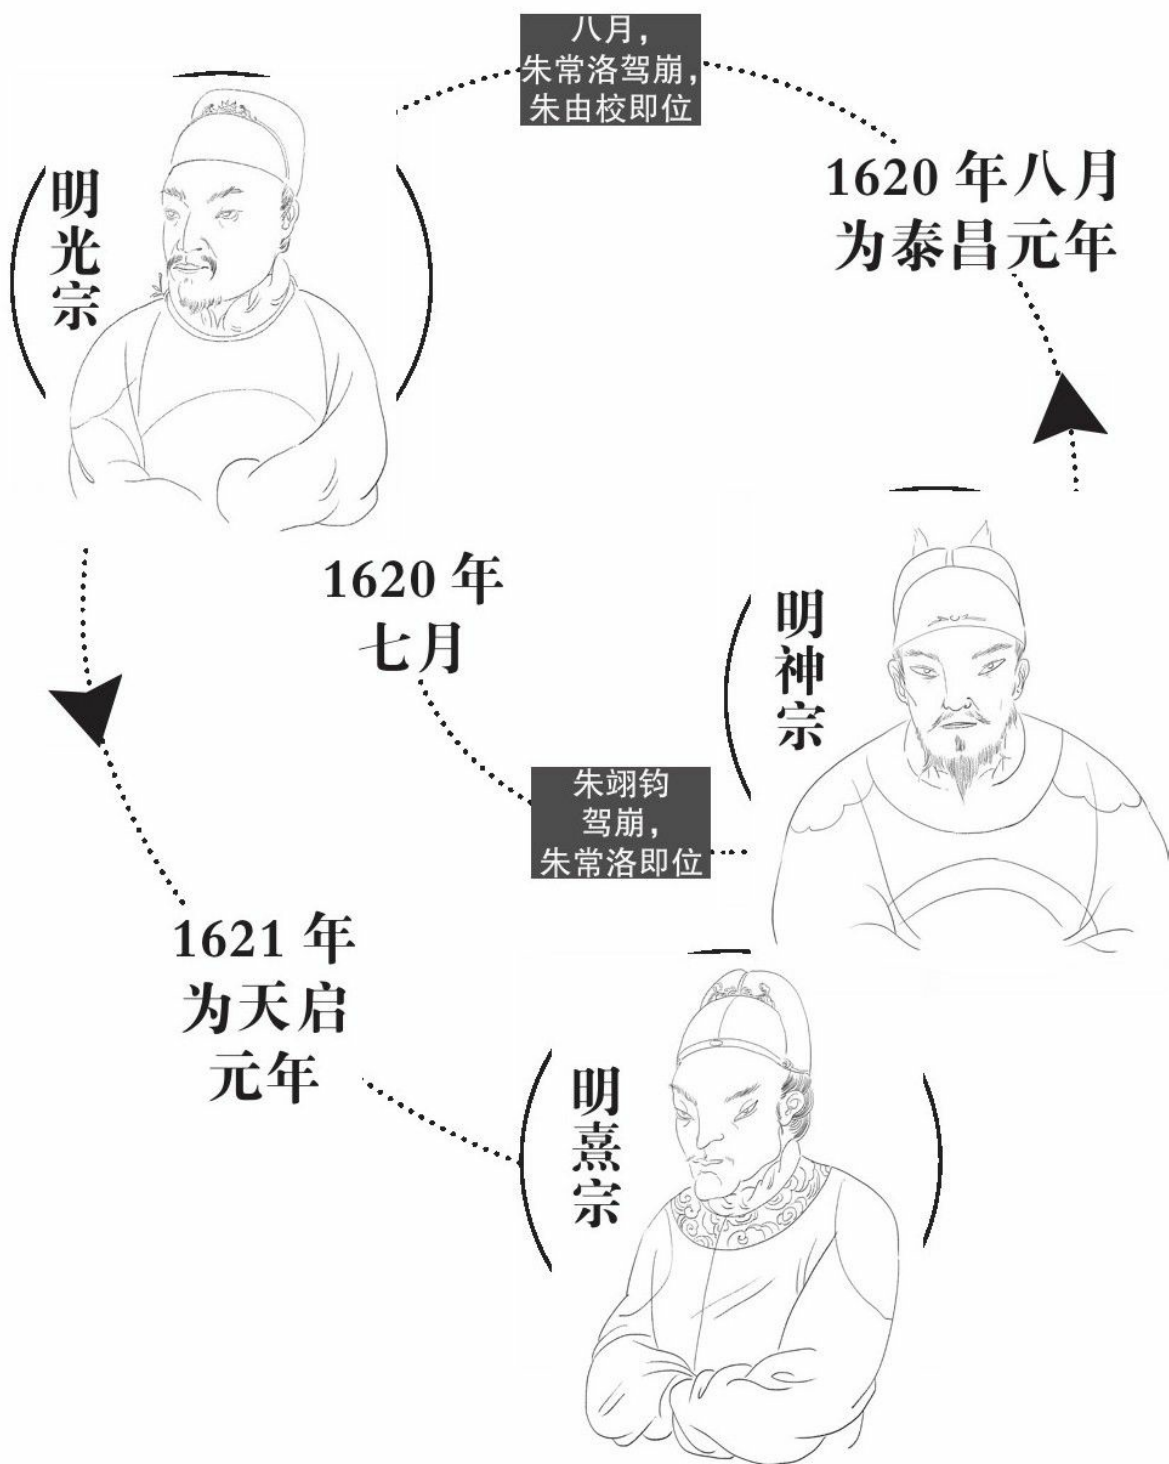 八月，
朱常洛驾崩，
朱由校即位
1620 年八月
为泰昌元年
明光宗
1620 年
七月
明神宗
朱翊钧
驾崩，
朱常洛即位
1621 年
为天启
元年
明熹宗